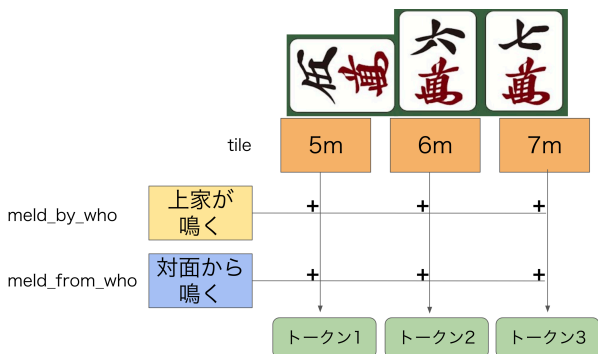 伍萬 六萬 七萬
tile 5m 6m 7m
meld_by_who 上家が + + +
鳴く
meld_from_who 対面から + + +
鳴く
トークン1 トークン2 トークン3